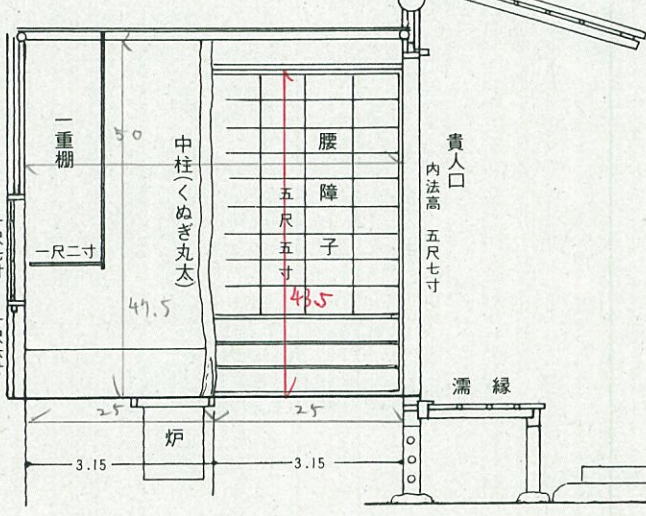 一重棚
50
中柱(くぬぎ丸太)
腰障子
五尺五寸
43.5
貴人口
内法高 五尺七寸
一尺二寸
47.5
濡縁
25
25
炉
3.15
3.15